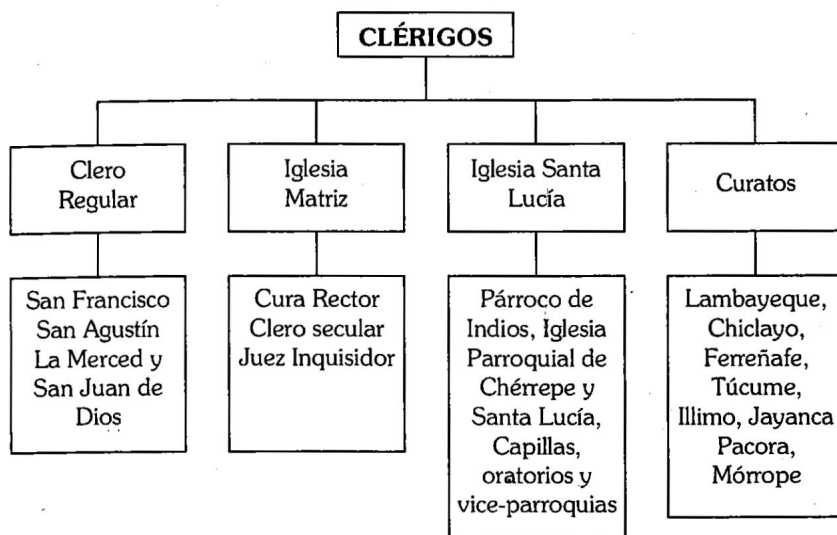 CLÉRIGOS
Clero
Regular
Iglesia
Matriz
Iglesia Santa
Lucía
Curatos
San Francisco
San Agustín
La Merced y
San Juan de
Dios
Cura Rector
Clero secular
Juez Inquisidor
Párroco de
Indios, Iglesia
Parroquial de
Chérrepe y
Santa Lucía,
Capillas,
oratorios y
vice-parroquias
Lambayeque,
Chiclayo,
Ferreñafe,
Túcume,
Illimo, Jayanca
Pacora,
Mórrope